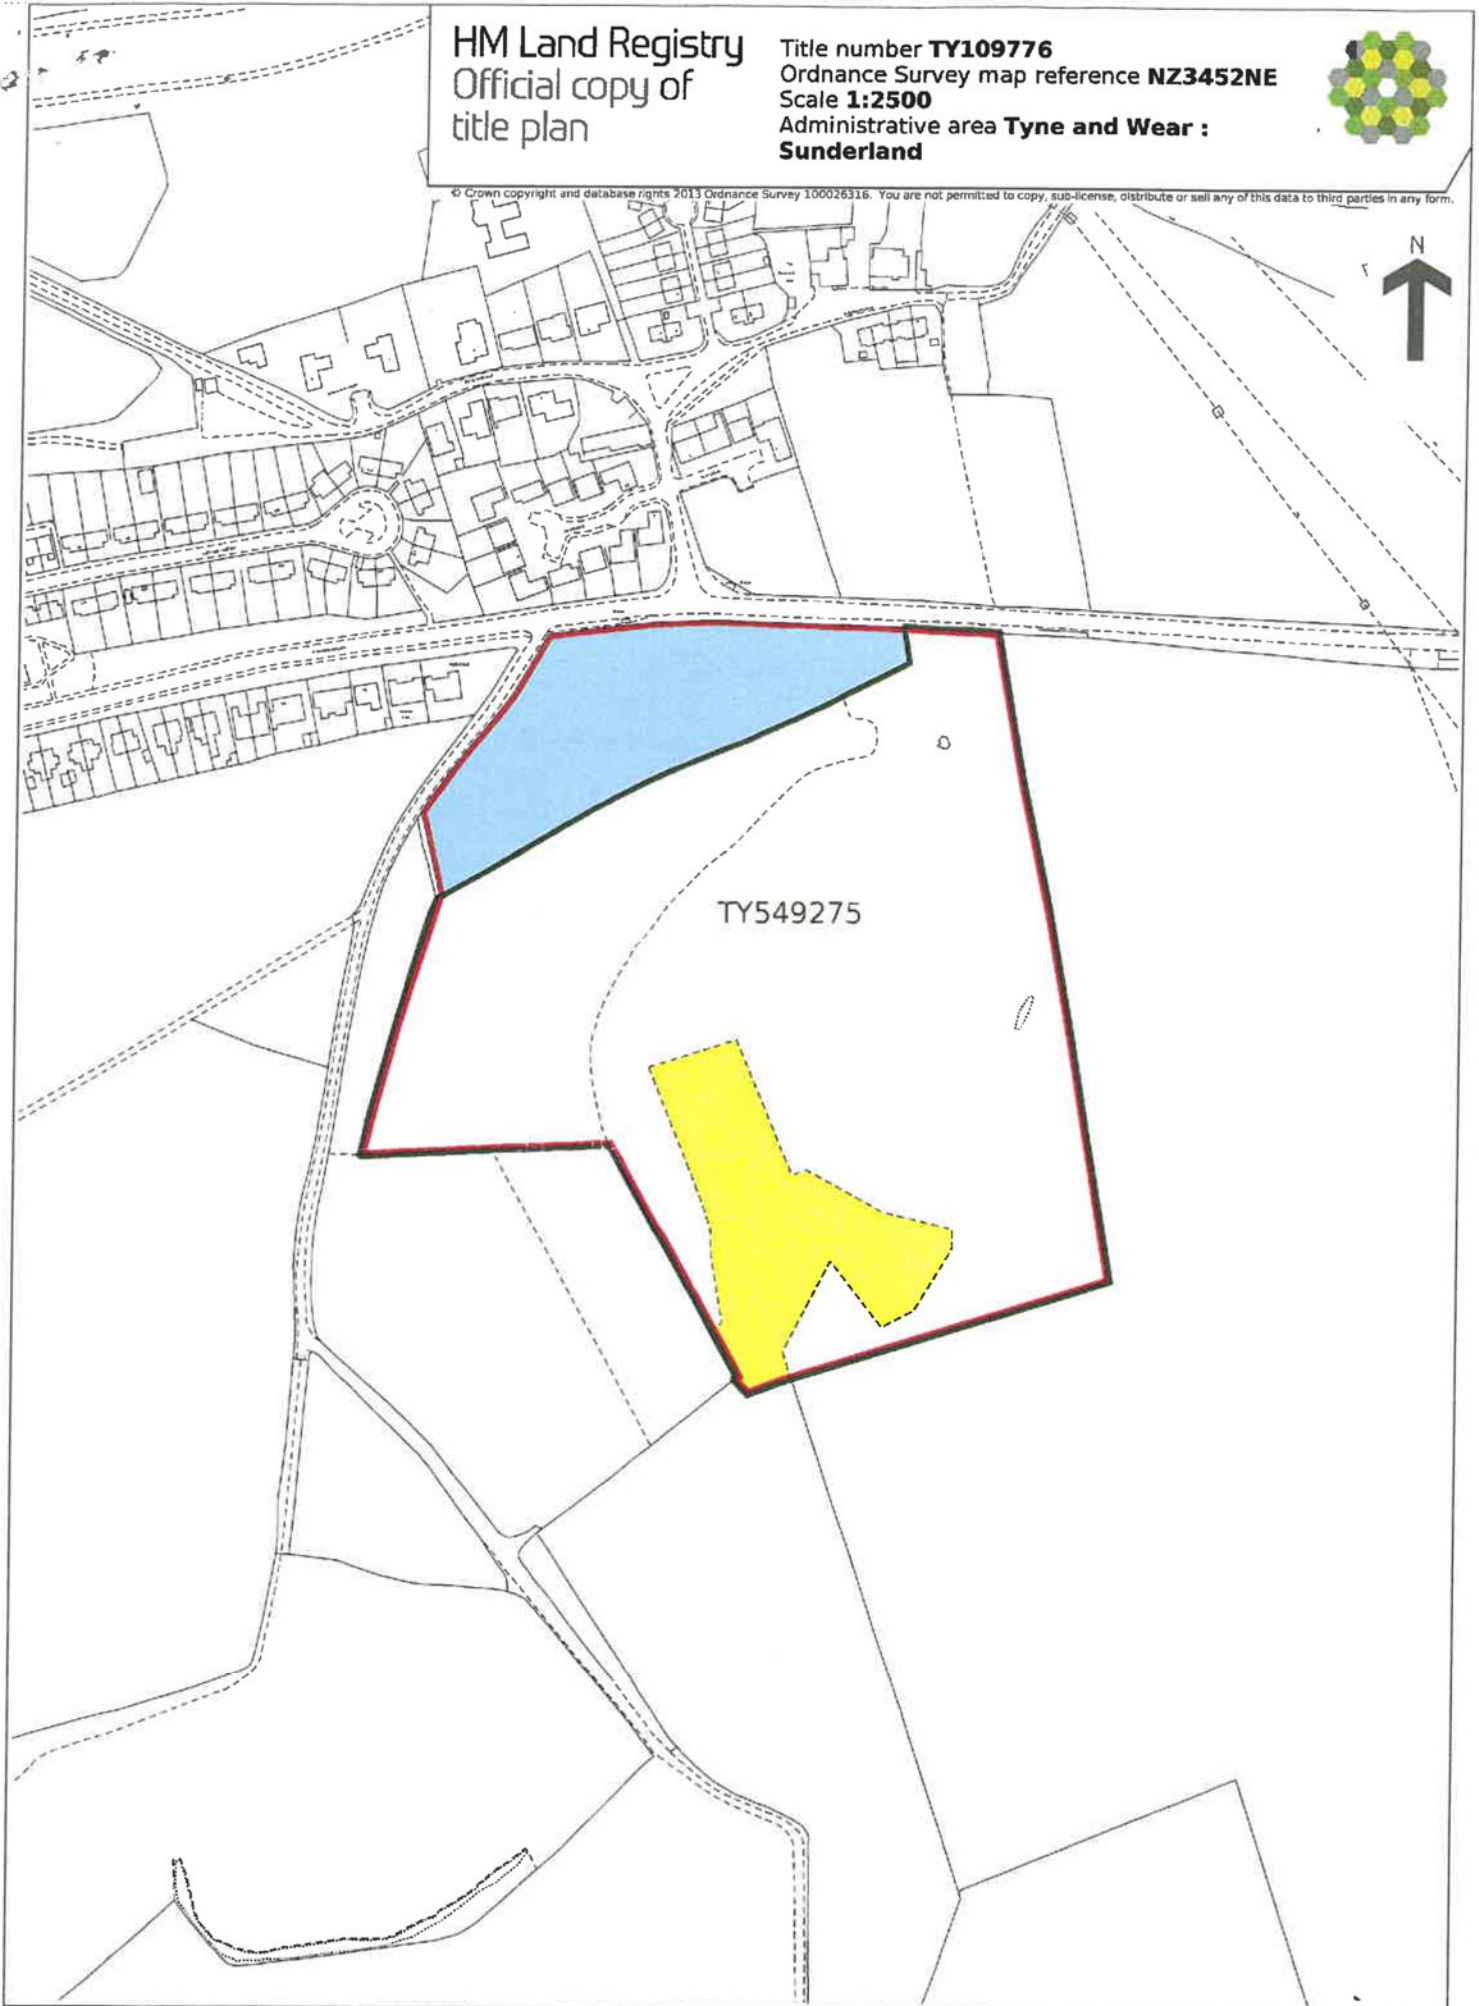 HM Land Registry
Official copy of
title plan
Title number TY109776
Ordnance Survey map reference NZ3452NE
Scale 1:2500
Administrative area Tyne and Wear :
Sunderland
© Crown copyright and database rights 2013 Ordnance Survey 100026316. You are not permitted to copy, sub-license, distribute or sell any of this data to third parties in any form.
N
TY549275